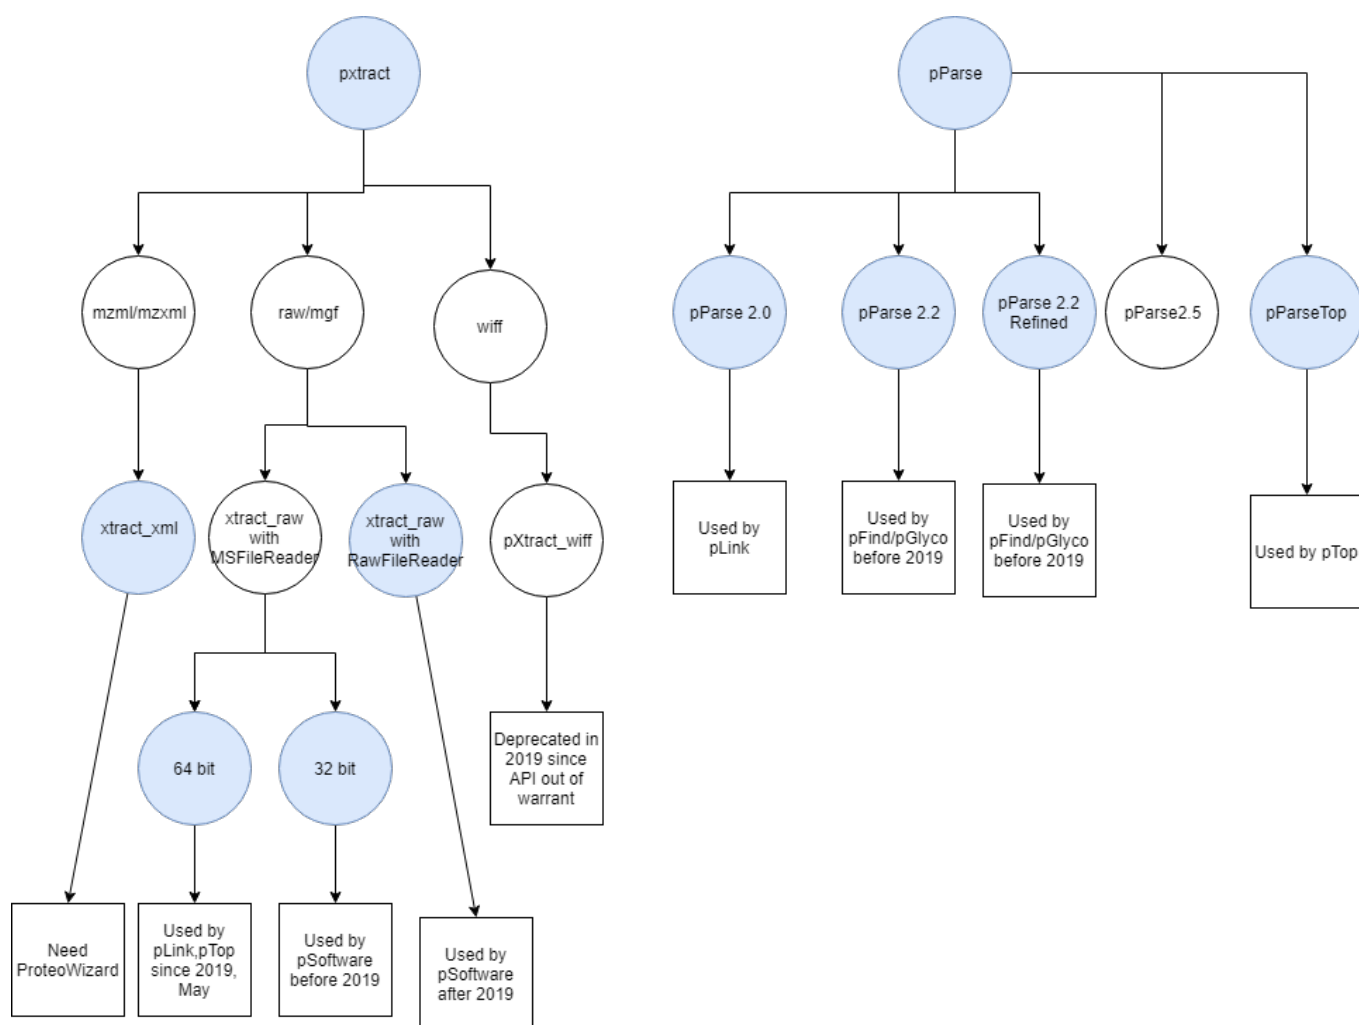 pxtract
pParse
mzml/mzxml
raw/mgf
wiff
pParse 2.0
pParse 2.2
pParse 2.2
Refined
pParse2.5
pParseTop
xtract_xml
xtract_raw
with
MSFileReader
xtract_raw
with
RawFileReader
pXtract_wiff
Used by
pLink
Used by
pFind/pGlyco
before 2019
Used by
pFind/pGlyco
before 2019
Used by pTop
64 bit
32 bit
Deprecated in
2019 since
API out of
warrant
Need
ProteoWizard
Used by
pLink,pTop
since 2019,
May
Used by
pSoftware
before 2019
Used by
pSoftware
after 2019